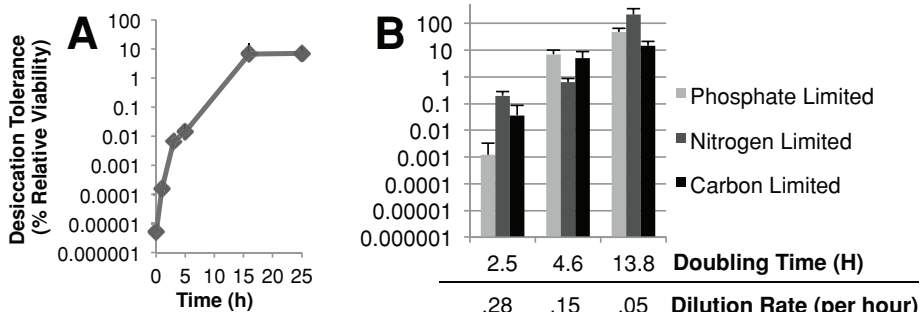 A
Desiccation Tolerance
(% Relative Viability)
100
10
1
0.1
0.01
0.001
0.0001
0.00001
0.000001
0 5 10 15 20 25
Time (h)
B
100
10
1
0.1
0.01
0.001
0.0001
0.00001
0.000001
Phosphate Limited
Nitrogen Limited
Carbon Limited
2.5 4.6 13.8 Doubling Time (H)
.28 .15 .05 Dilution Rate (per hour)